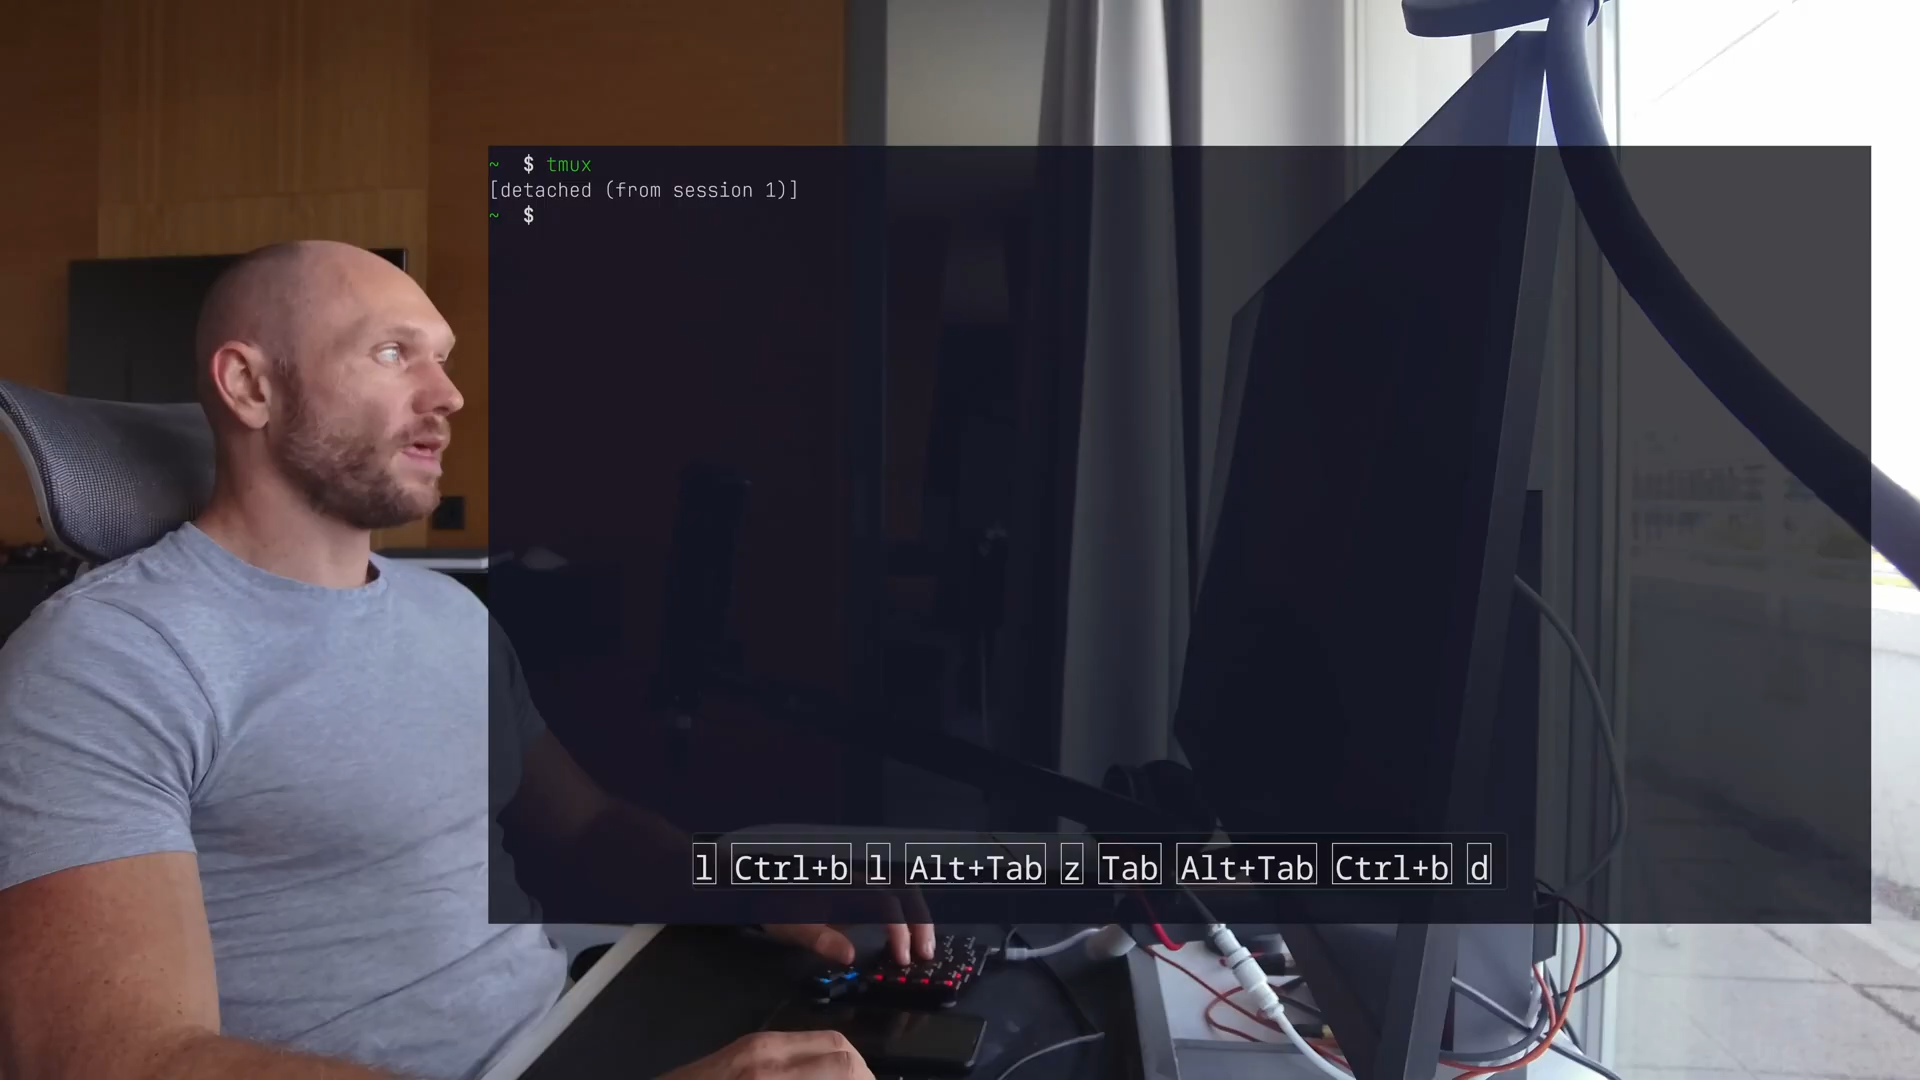 ~ $ tmux
[detached (from session 1)]
~ $
l Ctrl+b l Alt+Tab z Tab Alt+Tab Ctrl+b d